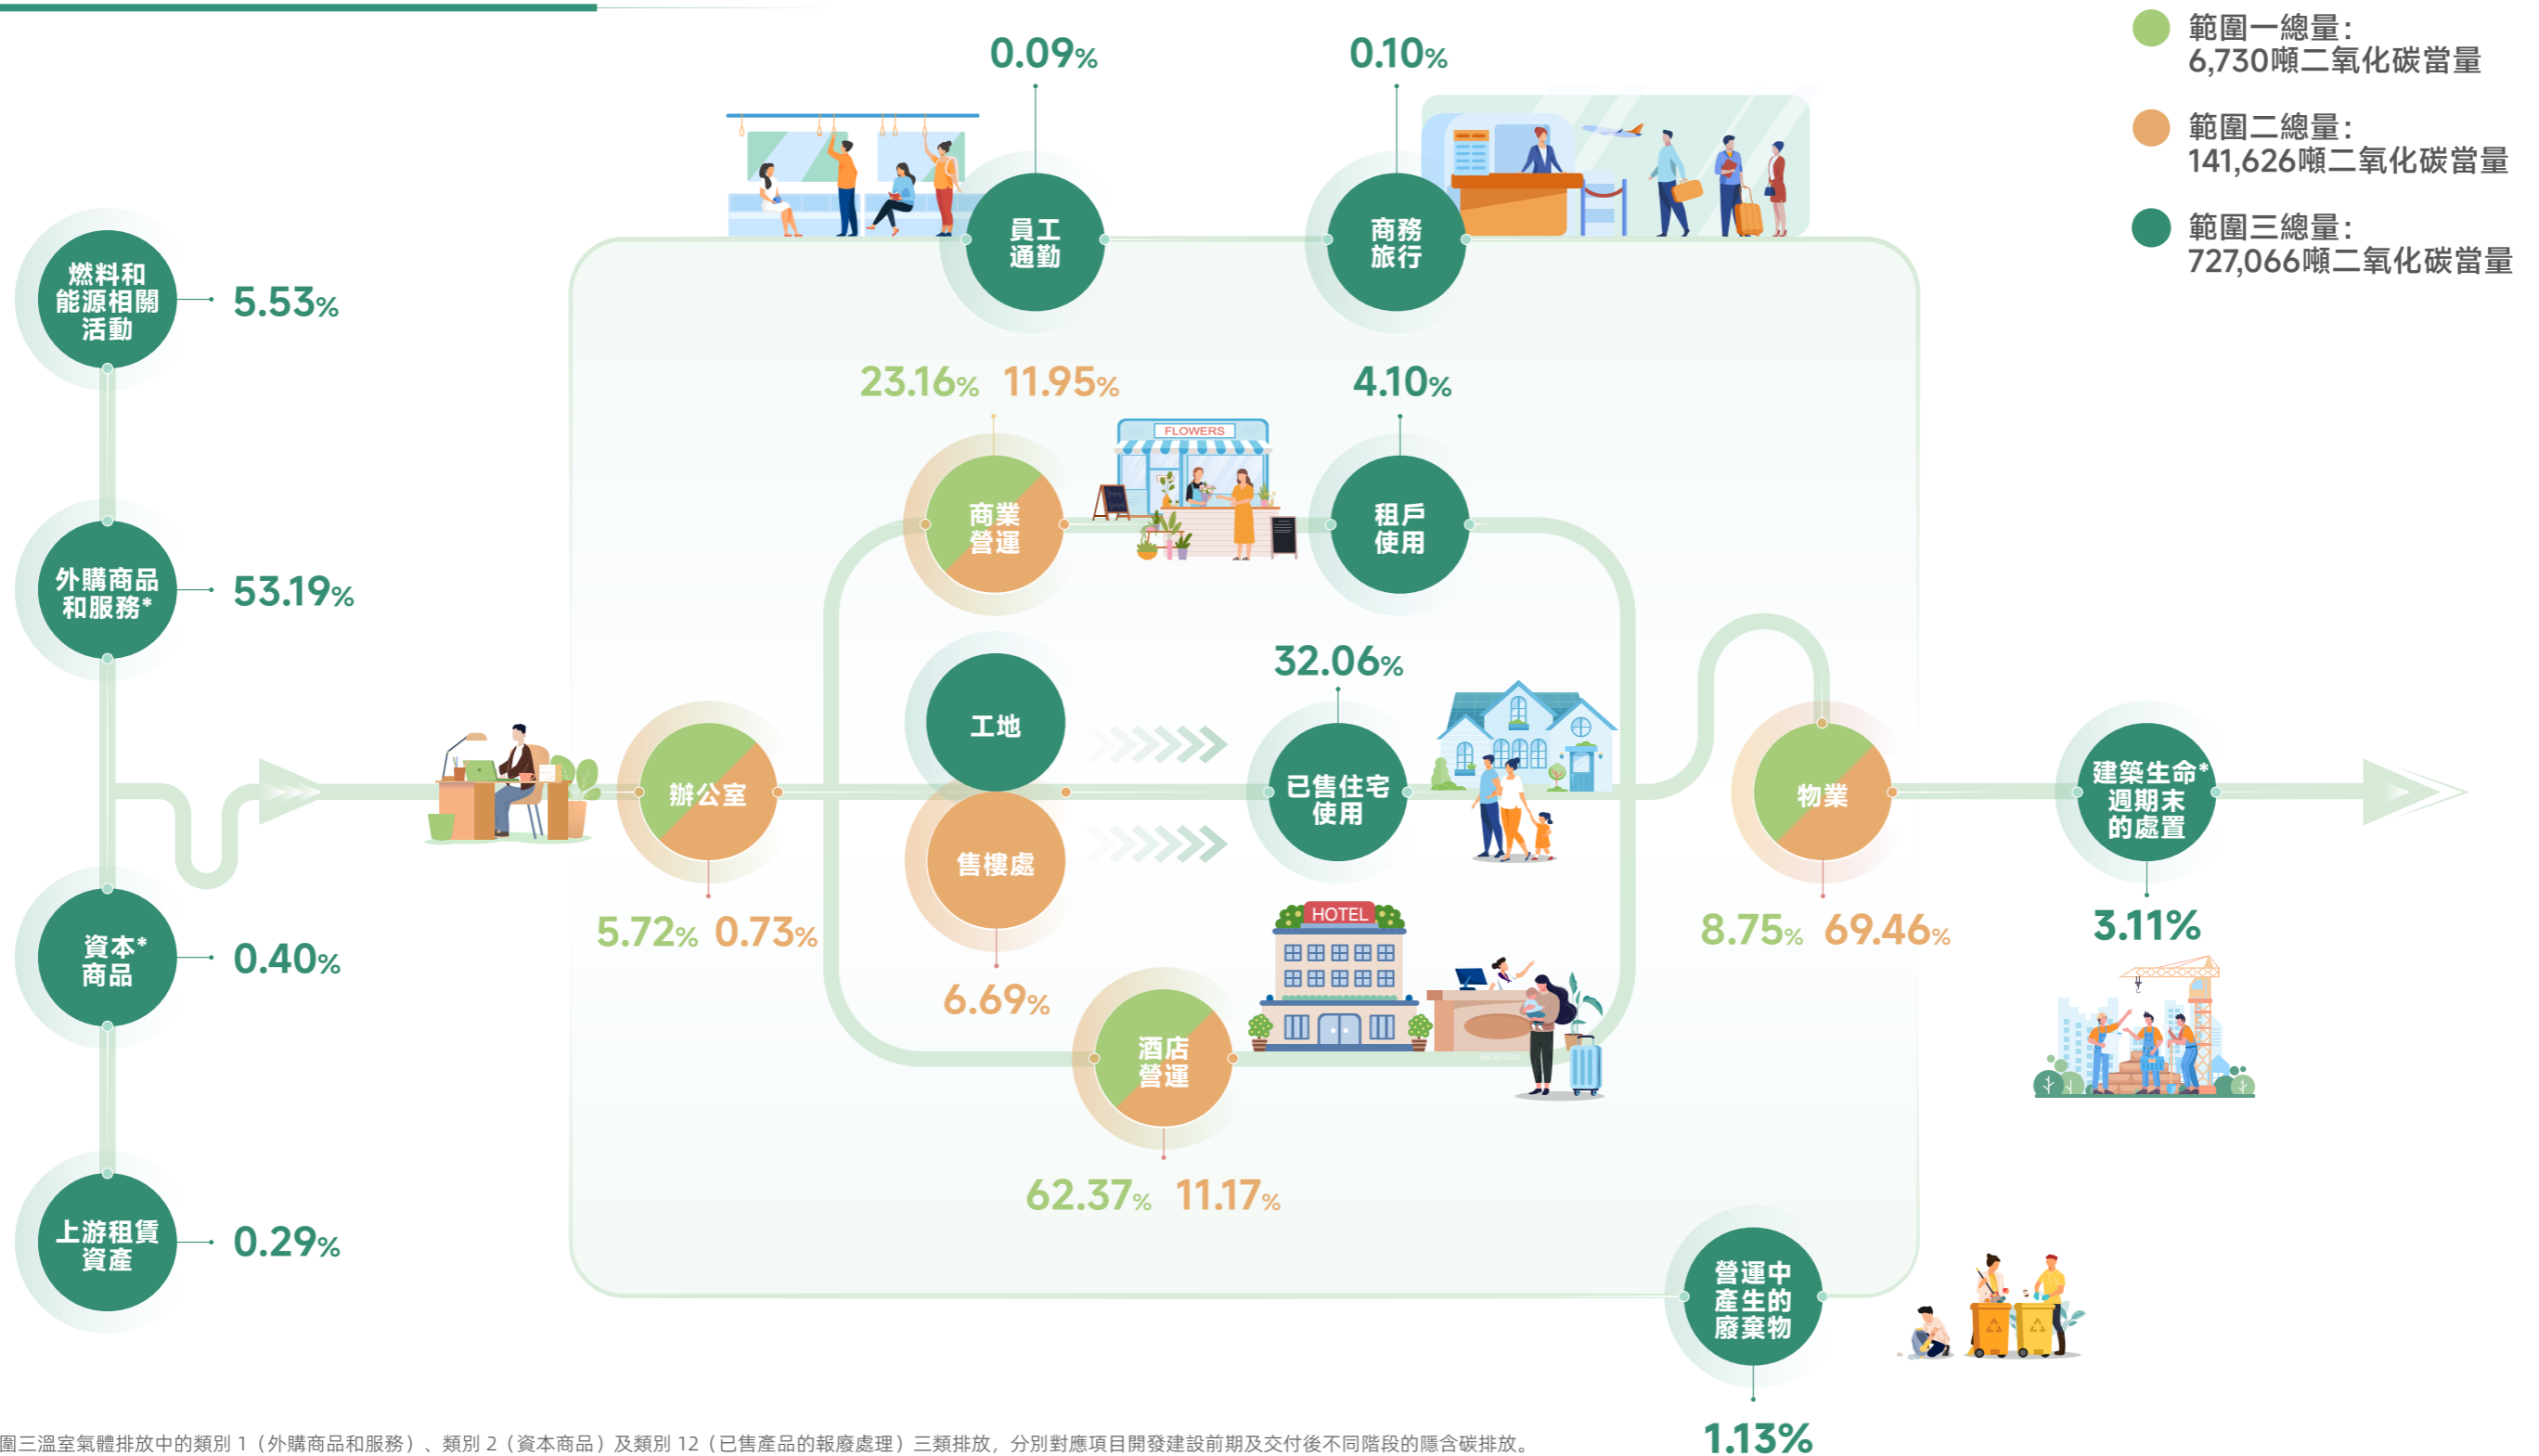 範圍一總量：
6,730噸二氧化碳當量
範圍二總量：
141,626噸二氧化碳當量
範圍三總量：
727,066噸二氧化碳當量
0.09%
員工
通勤
0.10%
商務
旅行
燃料和
能源相關
活動
5.53%
外購商品
和服務*
53.19%
資本*
商品
0.40%
上游租賃
資產
0.29%
辦公室
5.72% 0.73%
23.16% 11.95%
商業
營運
FLOWERS
4.10%
租戶
使用
工地
售樓處
6.69%
32.06%
已售住宅
使用
HOTEL
RECEPTION
酒店
營運
62.37% 11.17%
物業
8.75% 69.46%
建築生命*
週期末
的處置
3.11%
營運中
產生的
廢棄物
1.13%
圍三溫室氣體排放中的類別 1（外購商品和服務）、類別 2（資本商品）及類別 12（已售產品的報廢處理）三類排放，分別對應項目開發建設前期及交付後不同階段的隱含碳排放。